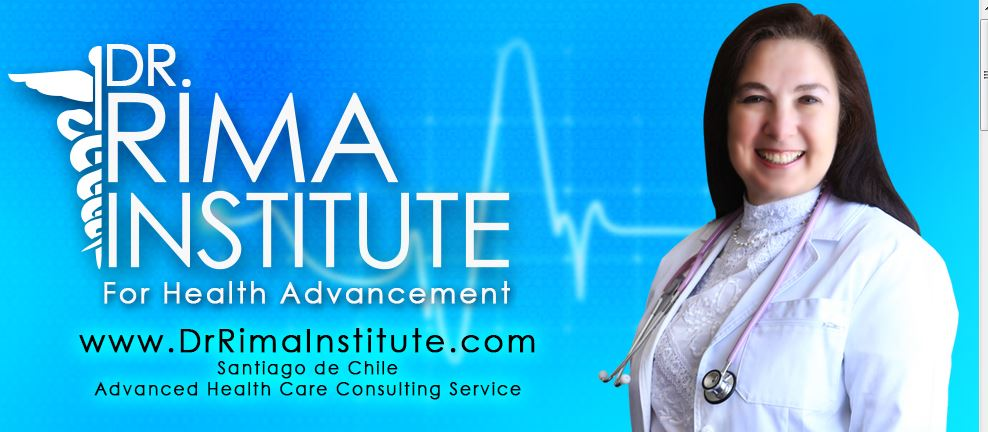 DR.
RIMA
INSTITUTE
For Health Advancement
www.DrRimaInstitute.com
Santiago de Chile
Advanced Health Care Consulting Service